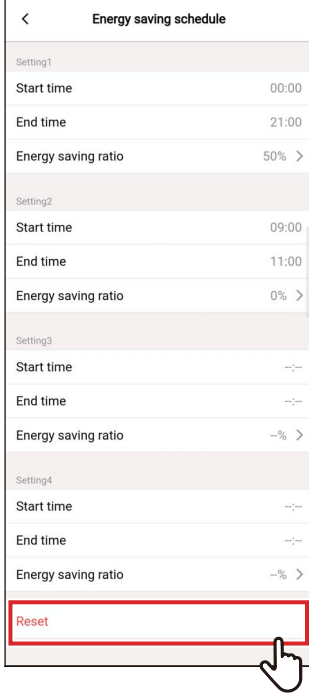 Energy saving schedule
Setting1
Start time 00:00
End time 21:00
Energy saving ratio 50%
Setting2
Start time 09:00
End time 11:00
Energy saving ratio 0%
Setting3
Start time --:--
End time --:--
Energy saving ratio --%
Setting4
Start time --:--
End time --:--
Energy saving ratio --%
Reset